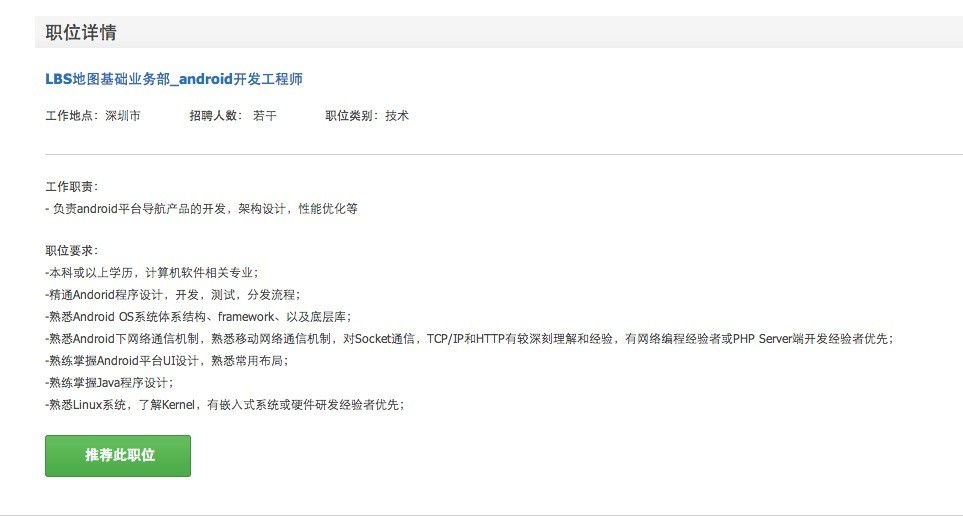 职位详情
LBS地图基础业务部_android开发工程师
工作地点：深圳市 招聘人数： 若干 职位类别：技术
工作职责：
- 负责android平台导航产品的开发，架构设计，性能优化等
职位要求：
-本科或以上学历，计算机软件相关专业；
-精通Andorid程序设计，开发，测试，分发流程；
-熟悉Android OS系统体系结构、framework、以及底层库；
-熟悉Android下网络通信机制，熟悉移动网络通信机制，对Socket通信，TCP/IP和HTTP有较深刻理解和经验，有网络编程经验者或PHP Server端开发经验者优先；
-熟练掌握Android平台UI设计，熟悉常用布局；
-熟练掌握Java程序设计；
-熟悉Linux系统，了解Kernel，有嵌入式系统或硬件研发经验者优先；
推荐此职位